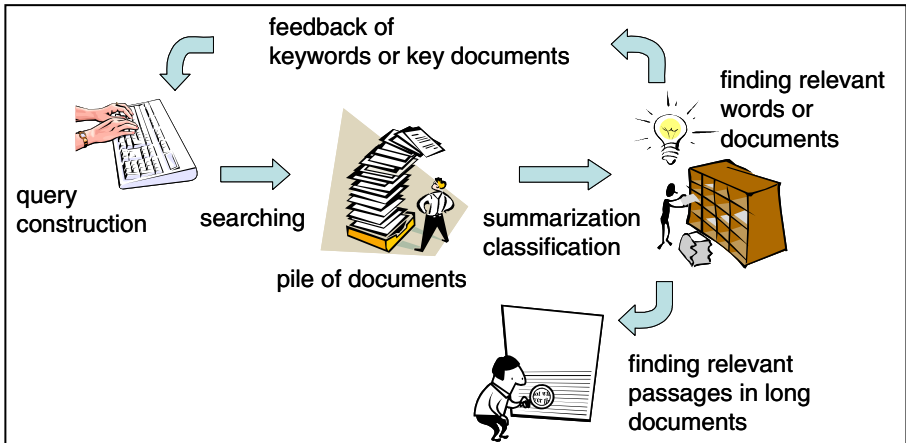 feedback of
keywords or key documents
finding relevant
words or
documents
query
construction
searching
summarization
classification
pile of documents
finding relevant
passages in long
documents